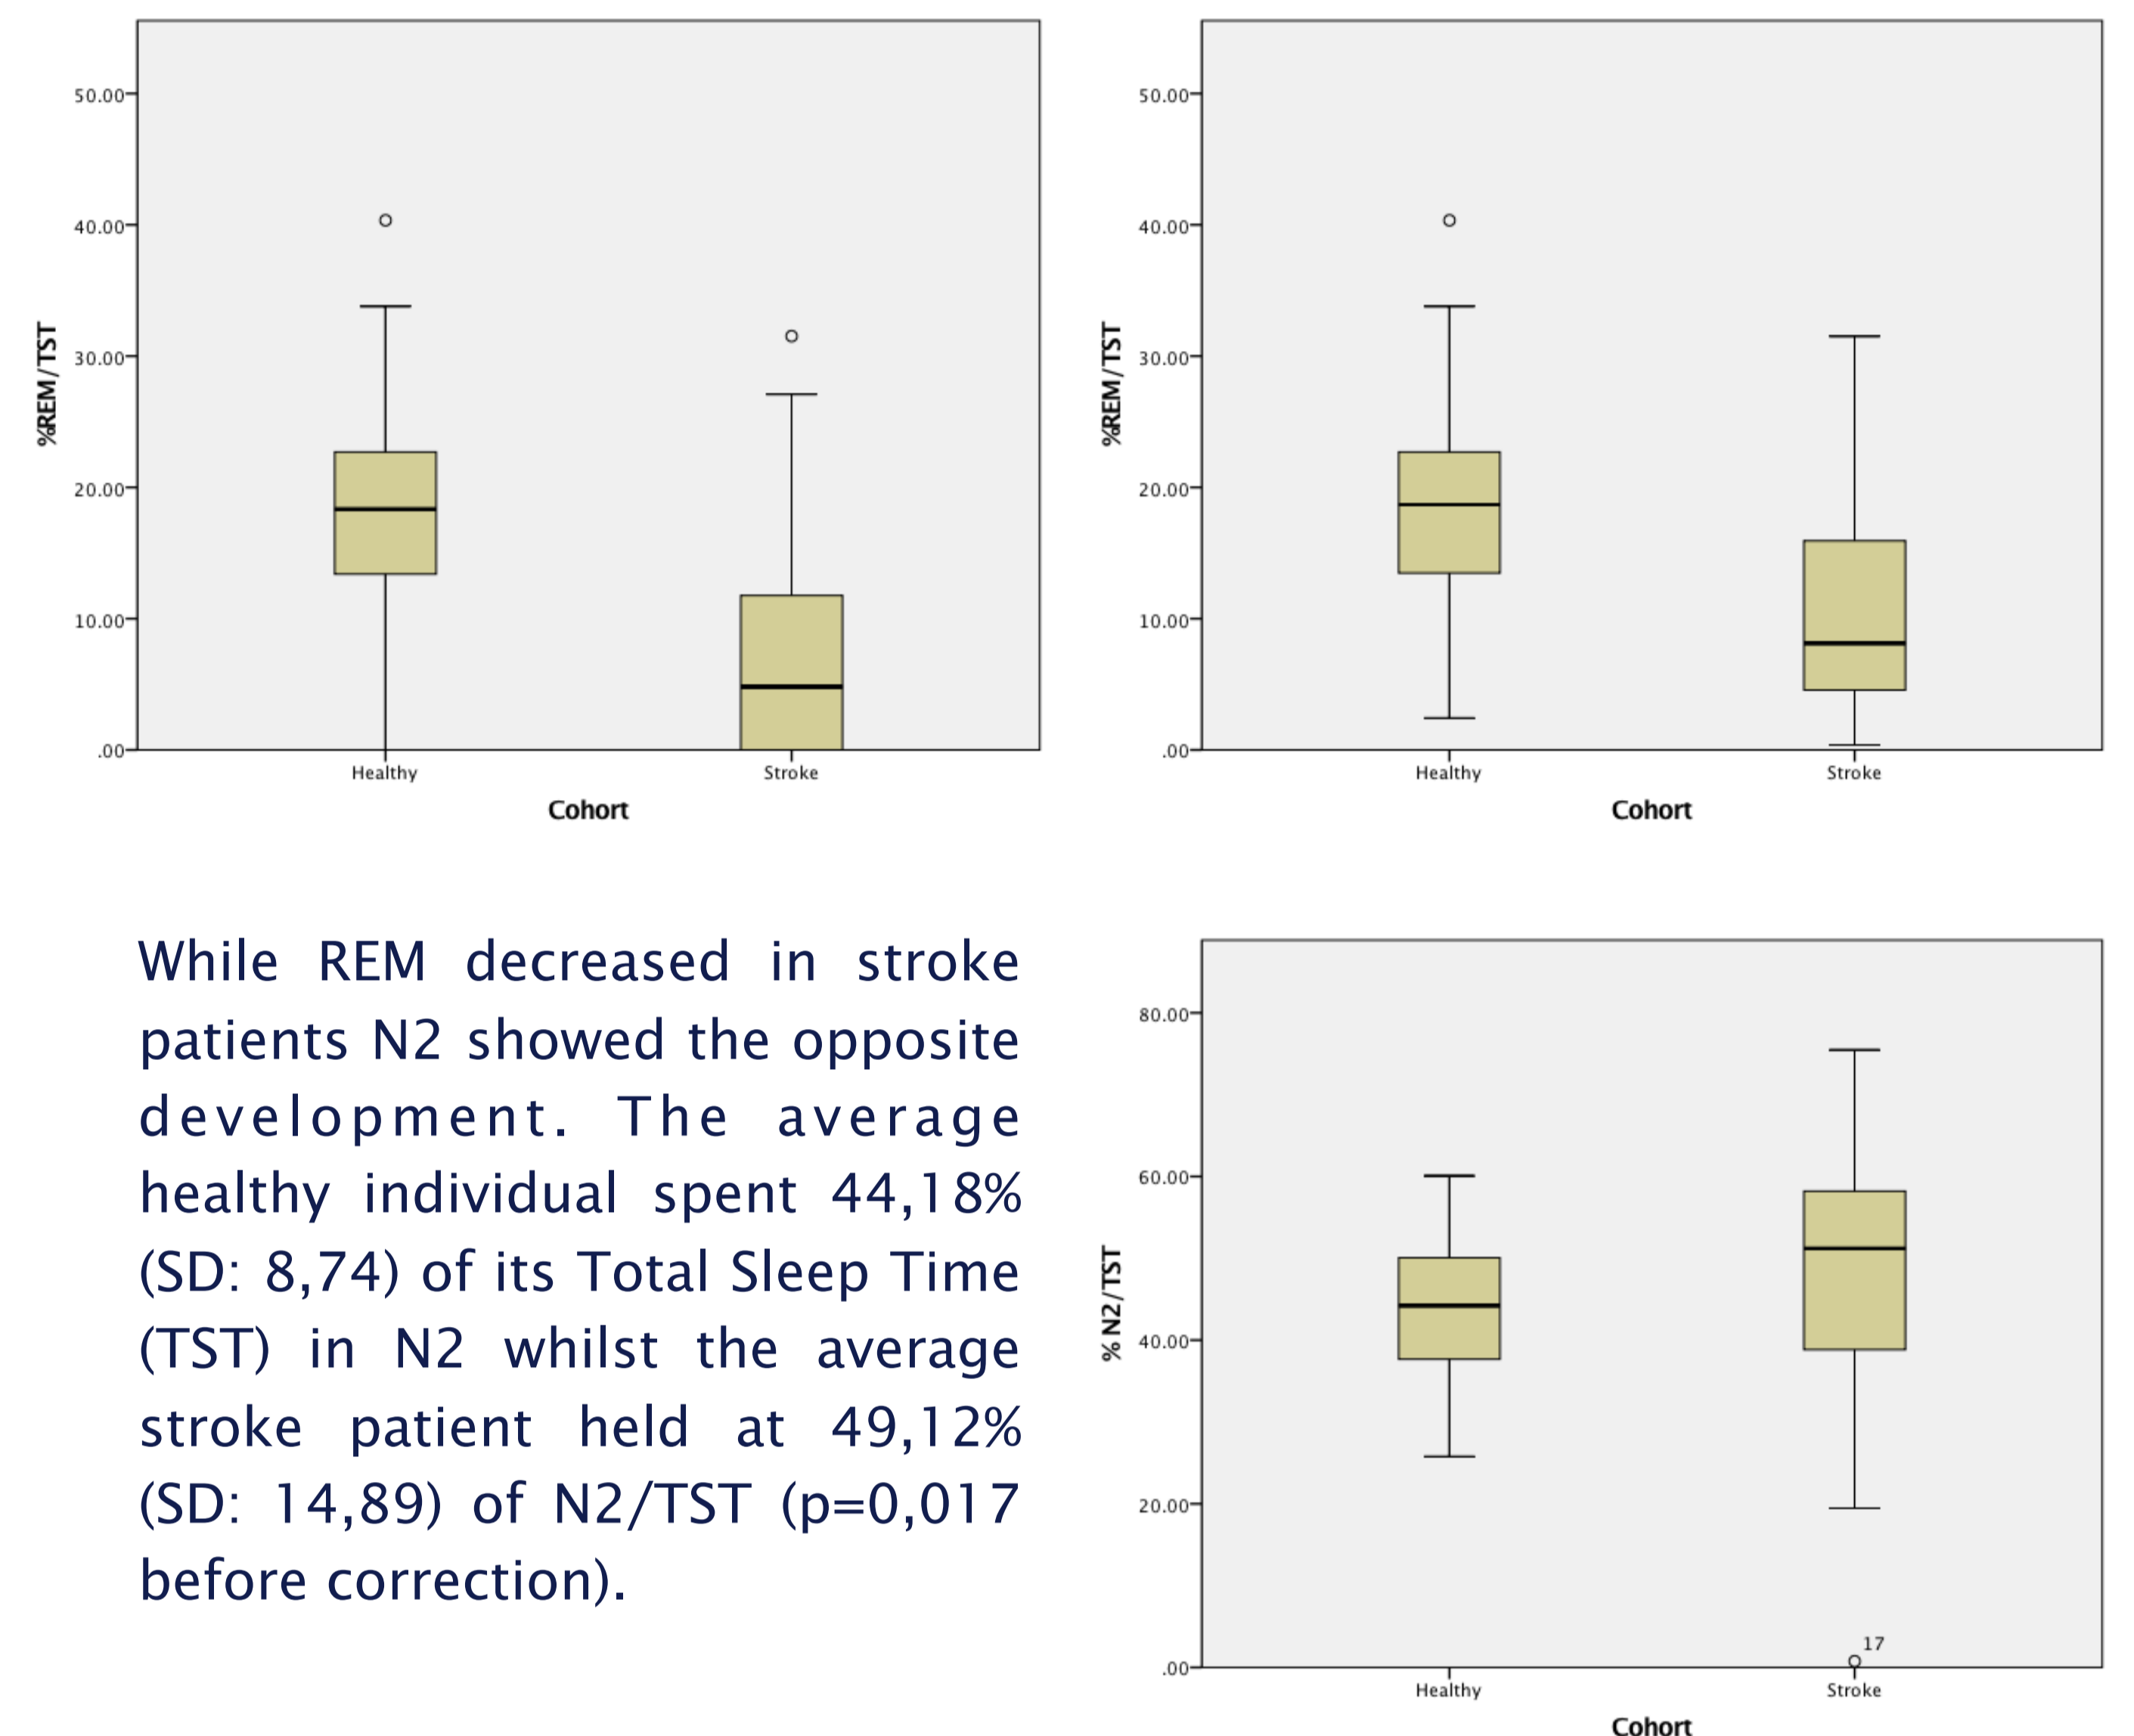 50.00
40.00
30.00
20.00
10.00
.00
%REM/TST
Healthy
Stroke
Cohort
50.00
40.00
30.00
20.00
10.00
.00
%REM/TST
Healthy
Stroke
Cohort
While REM decreased in stroke
patients N2 showed the opposite
development. The average
healthy individual spent 44,18%
(SD: 8,74) of its Total Sleep Time
(TST) in N2 whilst the average
stroke patient held at 49,12%
(SD: 14,89) of N2/TST (p=0,017
before correction).
80.00
60.00
40.00
20.00
.00
% N2/TST
17
Healthy
Stroke
Cohort